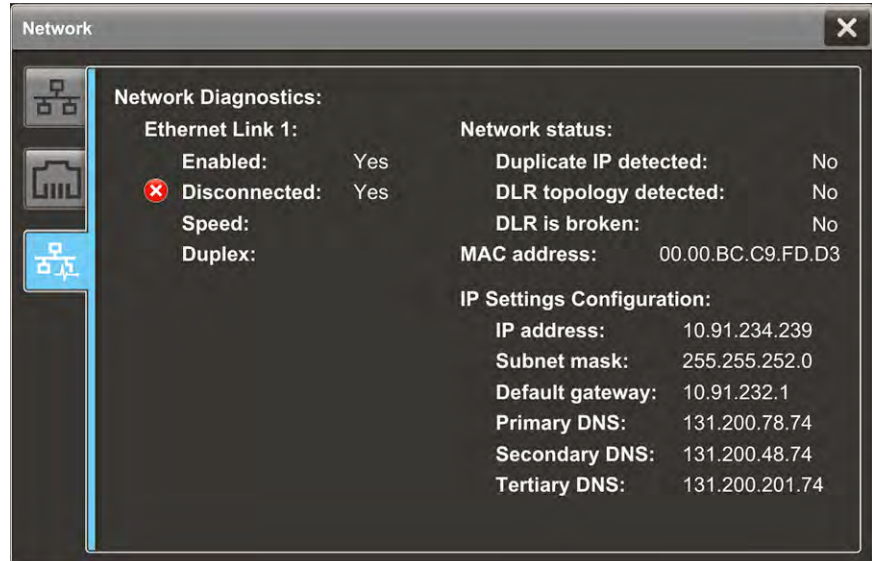 Network
Network Diagnostics:
Ethernet Link 1:
Enabled: Yes
Disconnected: Yes
Speed:
Duplex:
Network status:
Duplicate IP detected: No
DLR topology detected: No
DLR is broken: No
MAC address: 00.00.BC.C9.FD.D3
IP Settings Configuration:
IP address: 10.91.234.239
Subnet mask: 255.255.252.0
Default gateway: 10.91.232.1
Primary DNS: 131.200.78.74
Secondary DNS: 131.200.48.74
Tertiary DNS: 131.200.201.74